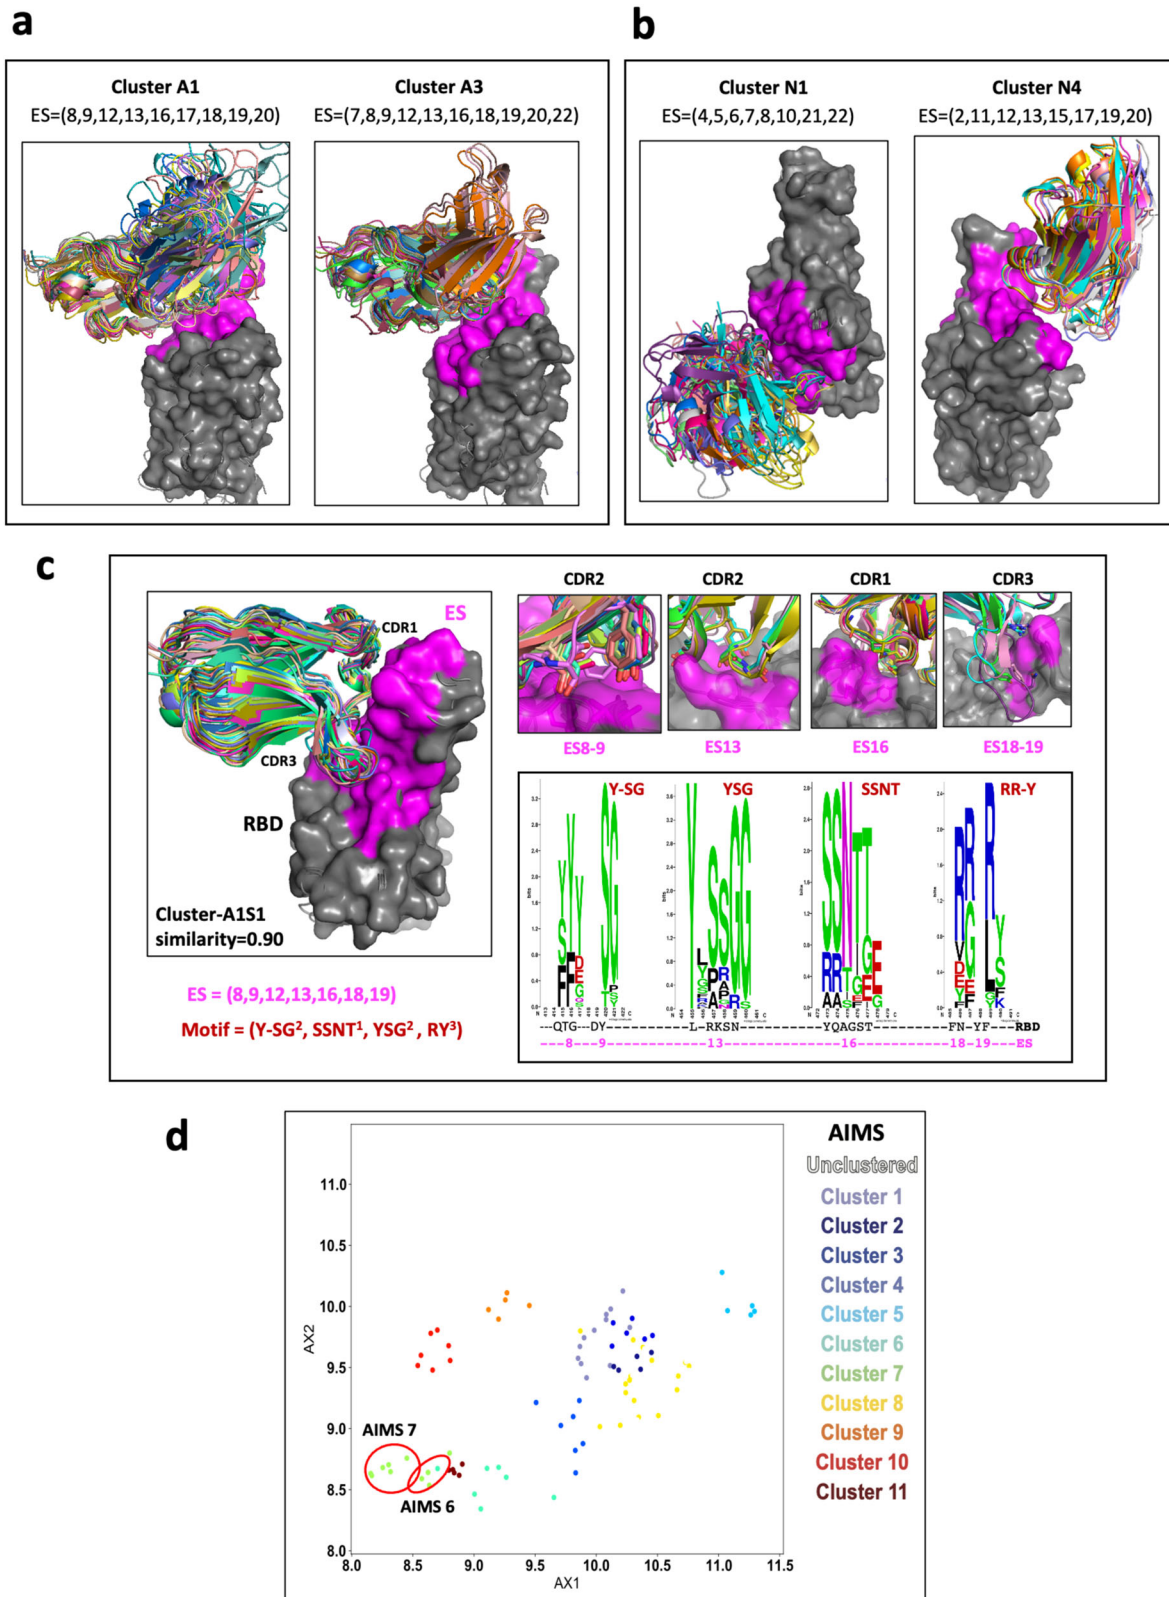 a
b
Cluster A1
ES=(8,9,12,13,16,17,18,19,20)
Cluster A3
ES=(7,8,9,12,13,16,18,19,20,22)
Cluster N1
ES=(4,5,6,7,8,10,21,22)
Cluster N4
ES=(2,11,12,13,15,17,19,20)
c
ES
CDR1
CDR3
RBD
Cluster-A1S1
similarity=0.90
ES = (8,9,12,13,16,18,19)
Motif = (Y-SG², SSNT¹, YSG², RY³)
CDR2
CDR2
CDR1
CDR3
ES8-9
ES13
ES16
ES18-19
Y-SG
YSG
SSNT
RR-Y
---QTG---DY---------L-RKSN---------YQAGST----------FN-YF--RBD
---8---9-----------13------------16-----------18-19---ES
d
AIMS
Unclustered
Cluster 1
Cluster 2
Cluster 3
Cluster 4
Cluster 5
Cluster 6
Cluster 7
Cluster 8
Cluster 9
Cluster 10
Cluster 11
AX2
11.0
10.5
10.0
9.5
9.0
8.5
8.0
AIMS 7
AIMS 6
8.0 8.5 9.0 9.5 10.0 10.5 11.0 11.5
AX1